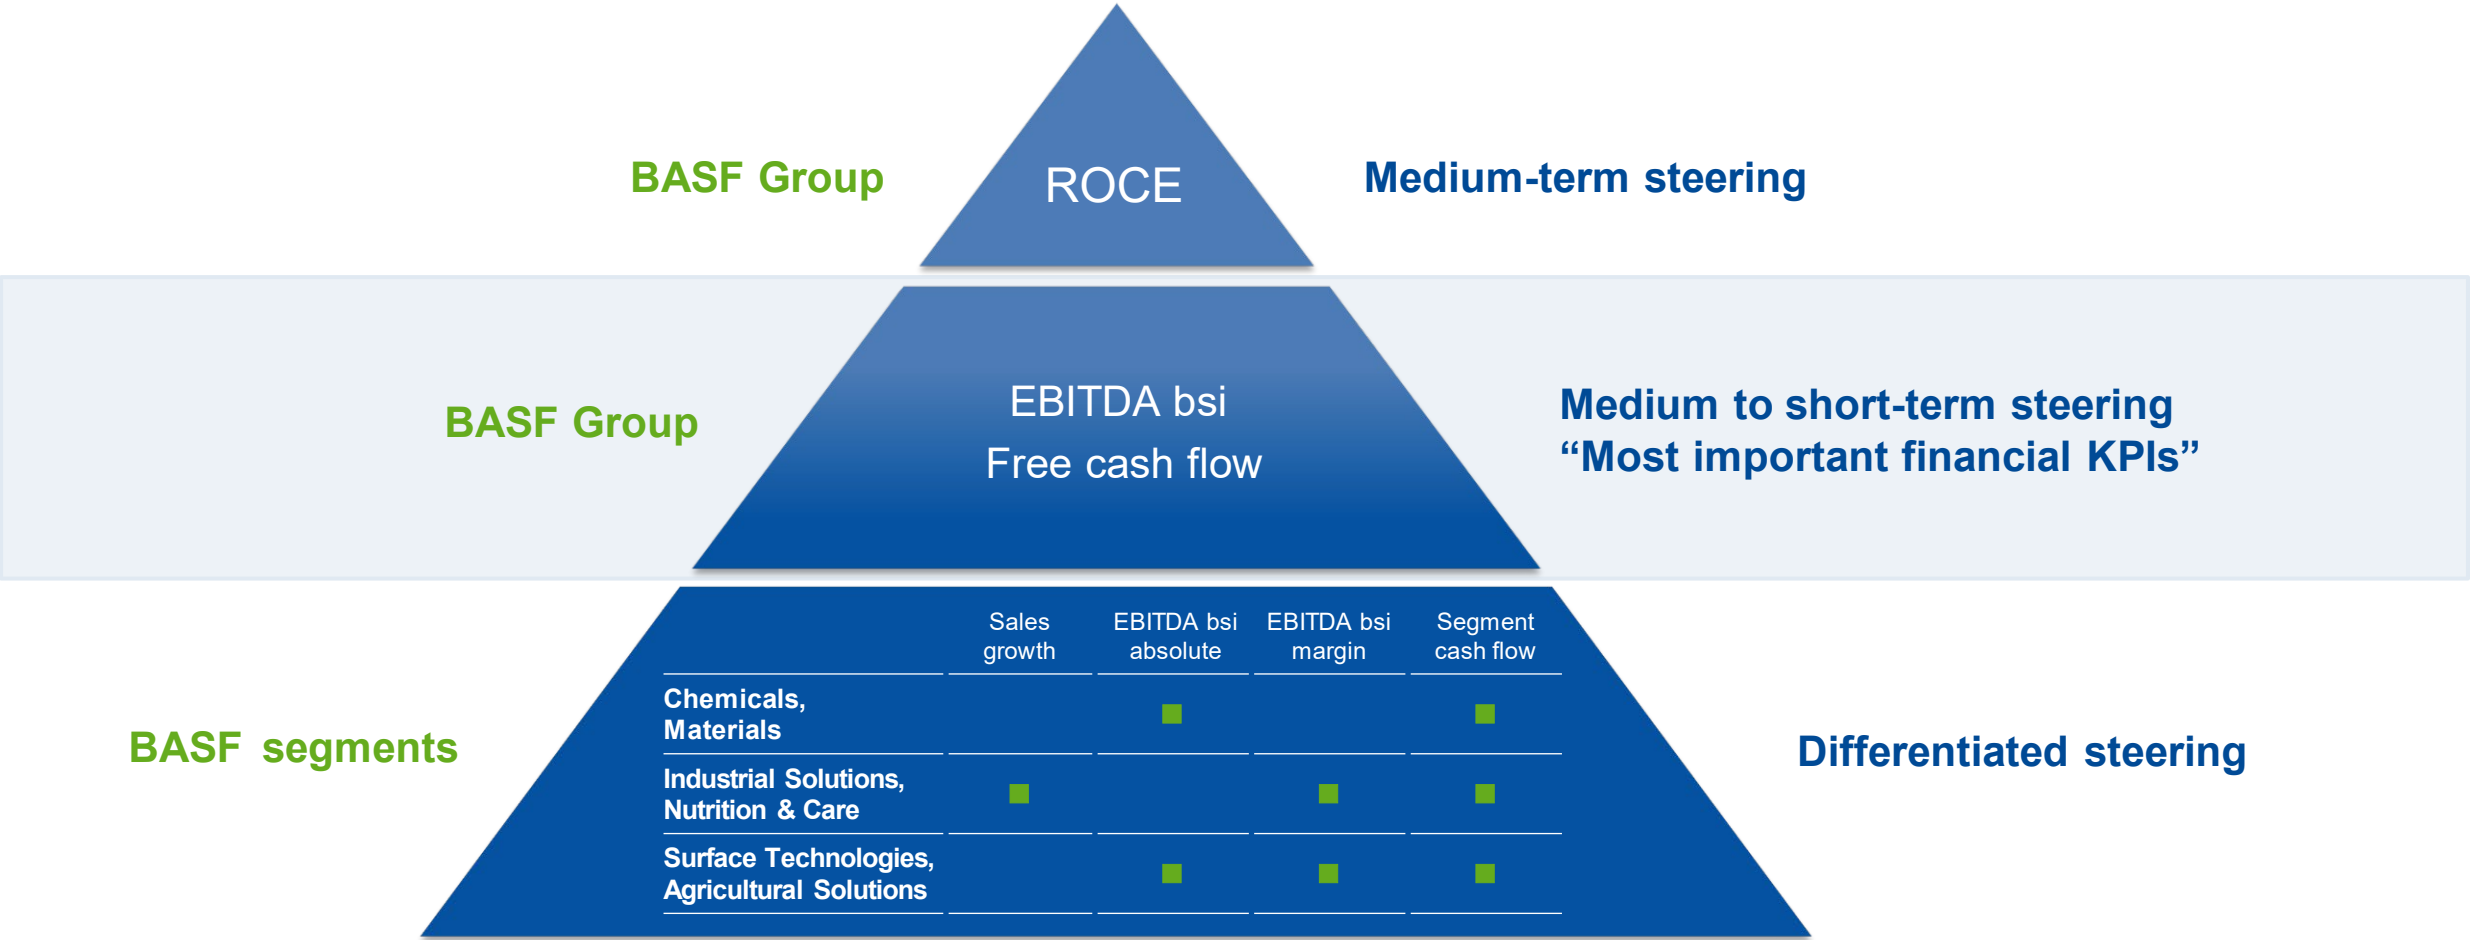 BASF Group
ROCE
Medium-term steering
BASF Group
EBITDA bsi
Free cash flow
Medium to short-term steering
“Most important financial KPIs”
BASF segments
Sales
growth
EBITDA bsi
absolute
EBITDA bsi
margin
Segment
cash flow
Chemicals,
Materials
Industrial Solutions,
Nutrition & Care
Surface Technologies,
Agricultural Solutions
Differentiated steering